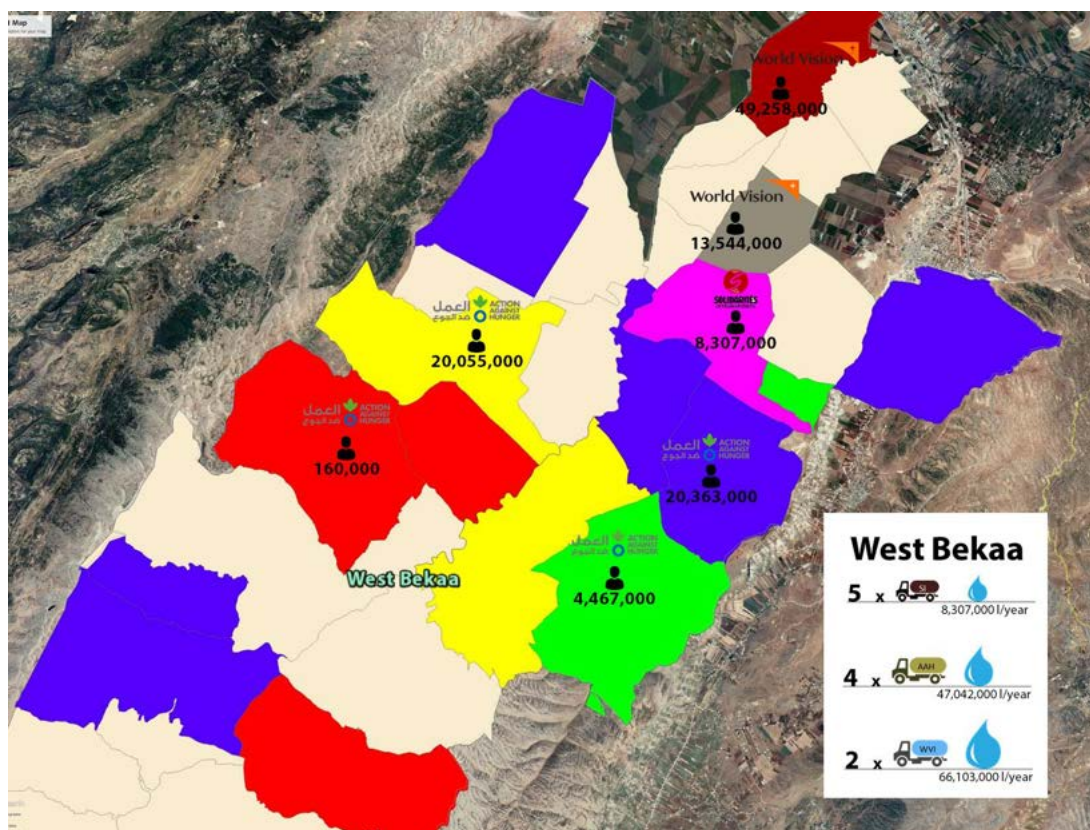 Map
World Vision
49,258,000
World Vision
13,544,000
SOLIDARITÉS
8,307,000
العمل
ضد الجوع
ACTION
AGAINST
HUNGER
20,055,000
العمل
ضد الجوع
ACTION
AGAINST
HUNGER
160,000
العمل
ضد الجوع
ACTION
AGAINST
HUNGER
20,363,000
العمل
ضد الجوع
ACTION
AGAINST
HUNGER
4,467,000
West Bekaa
West Bekaa
5 x SI
8,307,000 l/year
4 x AAH
47,042,000 l/year
2 x WVI
66,103,000 l/year